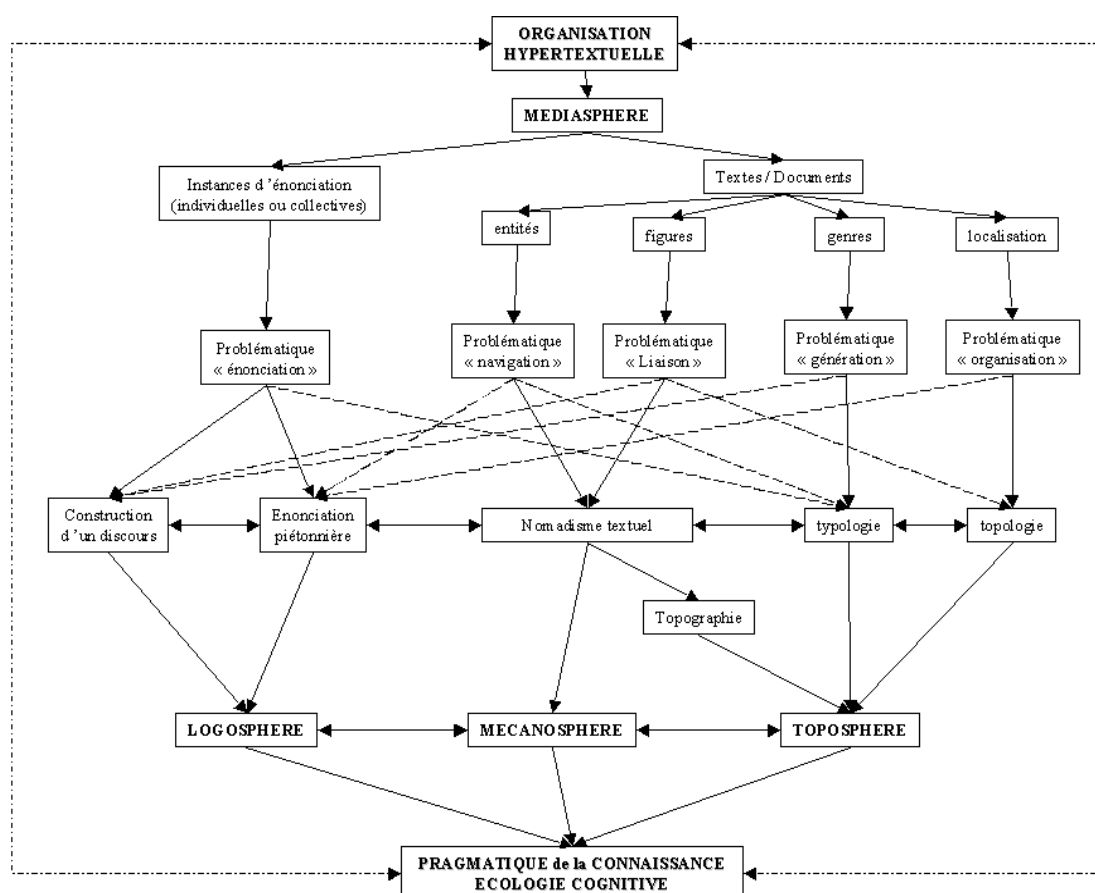 ORGANISATION
HYPERTEXTUELLE
MEDIASPHERE
Instances d'énonciation
(individuelles ou collectives)
Textes / Documents
entités
figures
genres
localisation
Problématique
« énonciation »
Problématique
« navigation »
Problématique
« Liaison »
Problématique
« génération »
Problématique
« organisation »
Construction
d'un discours
Enonciation
piétonnière
Nomadisme textuel
typologie
topologie
Topographie
LOGOSPHERE
MECANOSPHERE
TOPOSPHERE
PRAGMATIQUE de la CONNAISSANCE
ECOLOGIE COGNITIVE